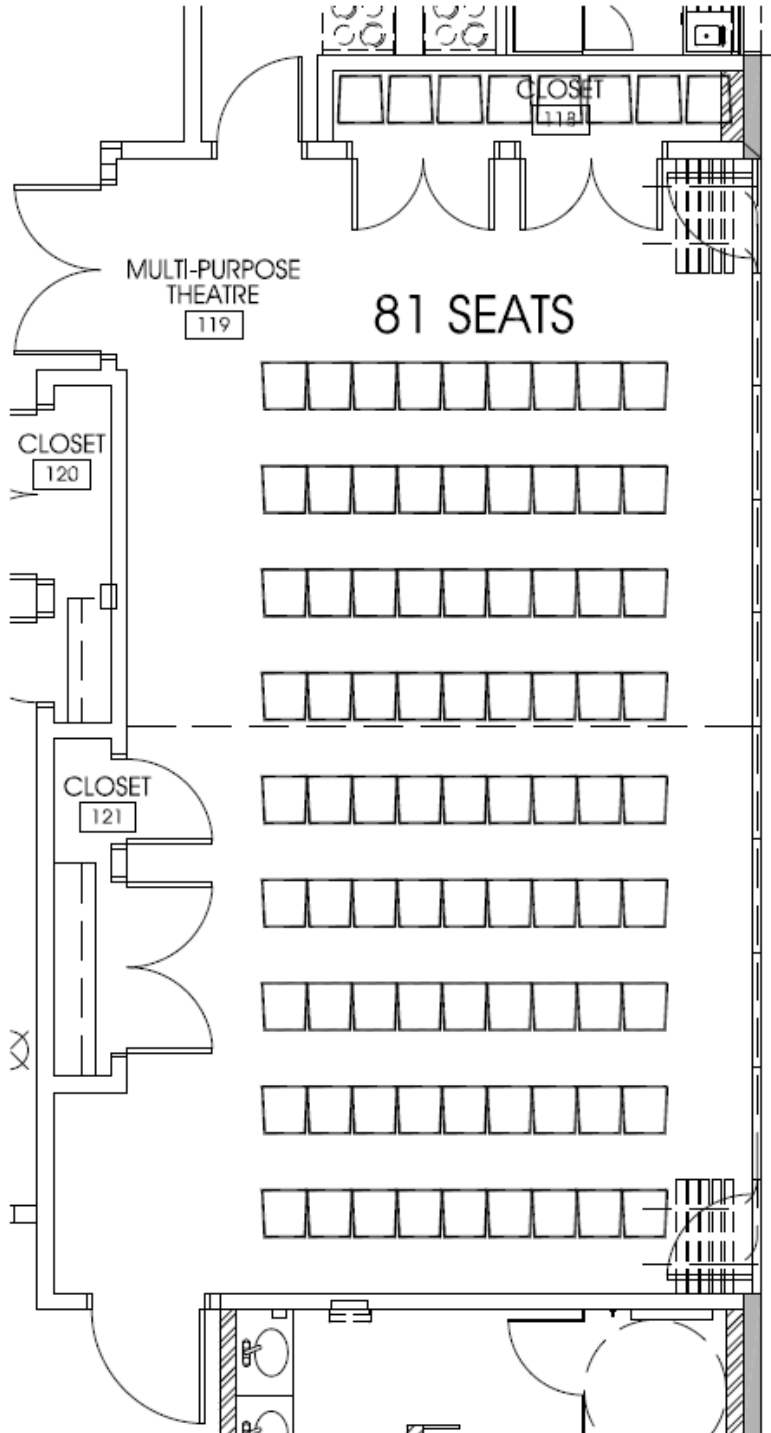 CLOSET
118
MULTI-PURPOSE
THEATRE
119
81 SEATS
CLOSET
120
CLOSET
121